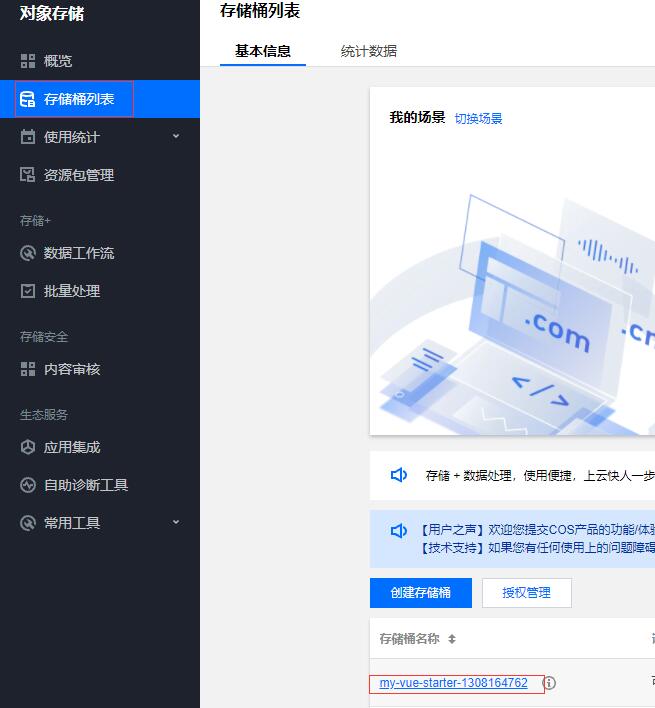 对象存储
概览
存储桶列表
使用统计
资源包管理
存储+
数据工作流
批量处理
存储安全
内容审核
生态服务
应用集成
自助诊断工具
常用工具
存储桶列表
基本信息 统计数据
我的场景 切换场景
.com
</>
存储 + 数据处理，使用便捷，上云快人一步
【用户之声】欢迎您提交COS产品的功能/体
【技术支持】如果您有任何使用上的问题障
创建存储桶 授权管理
存储桶名称
my-vue-starter-1308164762